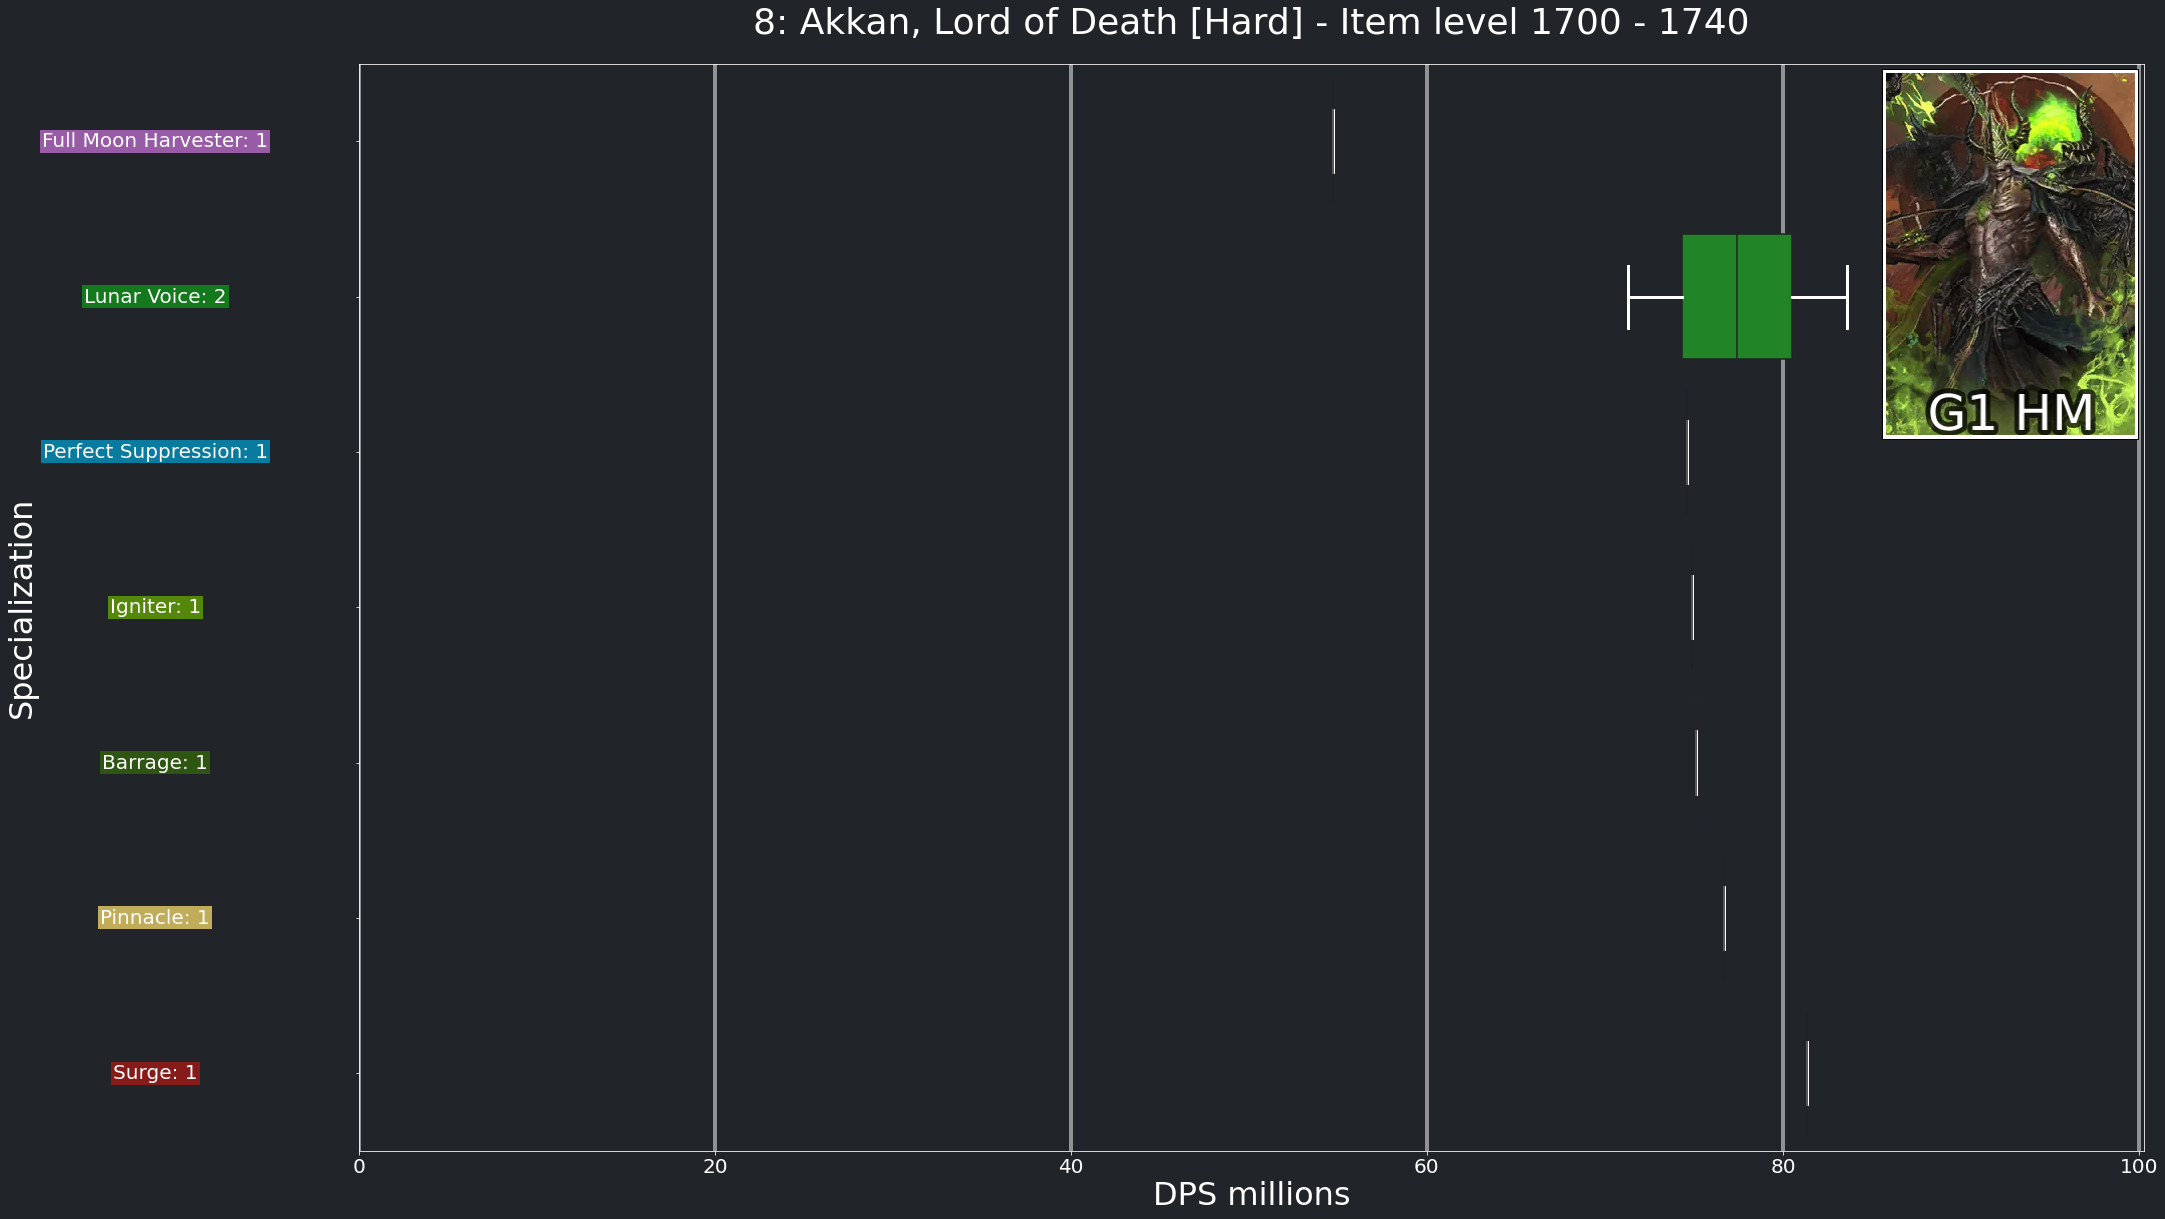 8: Akkan, Lord of Death [Hard] - Item level 1700 - 1740
Full Moon Harvester: 1
Lunar Voice: 2
Perfect Suppression: 1
Igniter: 1
Barrage: 1
Pinnacle: 1
Surge: 1
Specialization
G1 HM
0 20 40 60 80 100
DPS millions